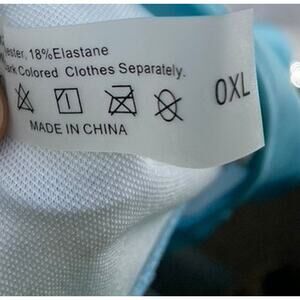 ester, 18%Elastane
ark Colored Clothes Separately.
0XL
MADE IN CHINA